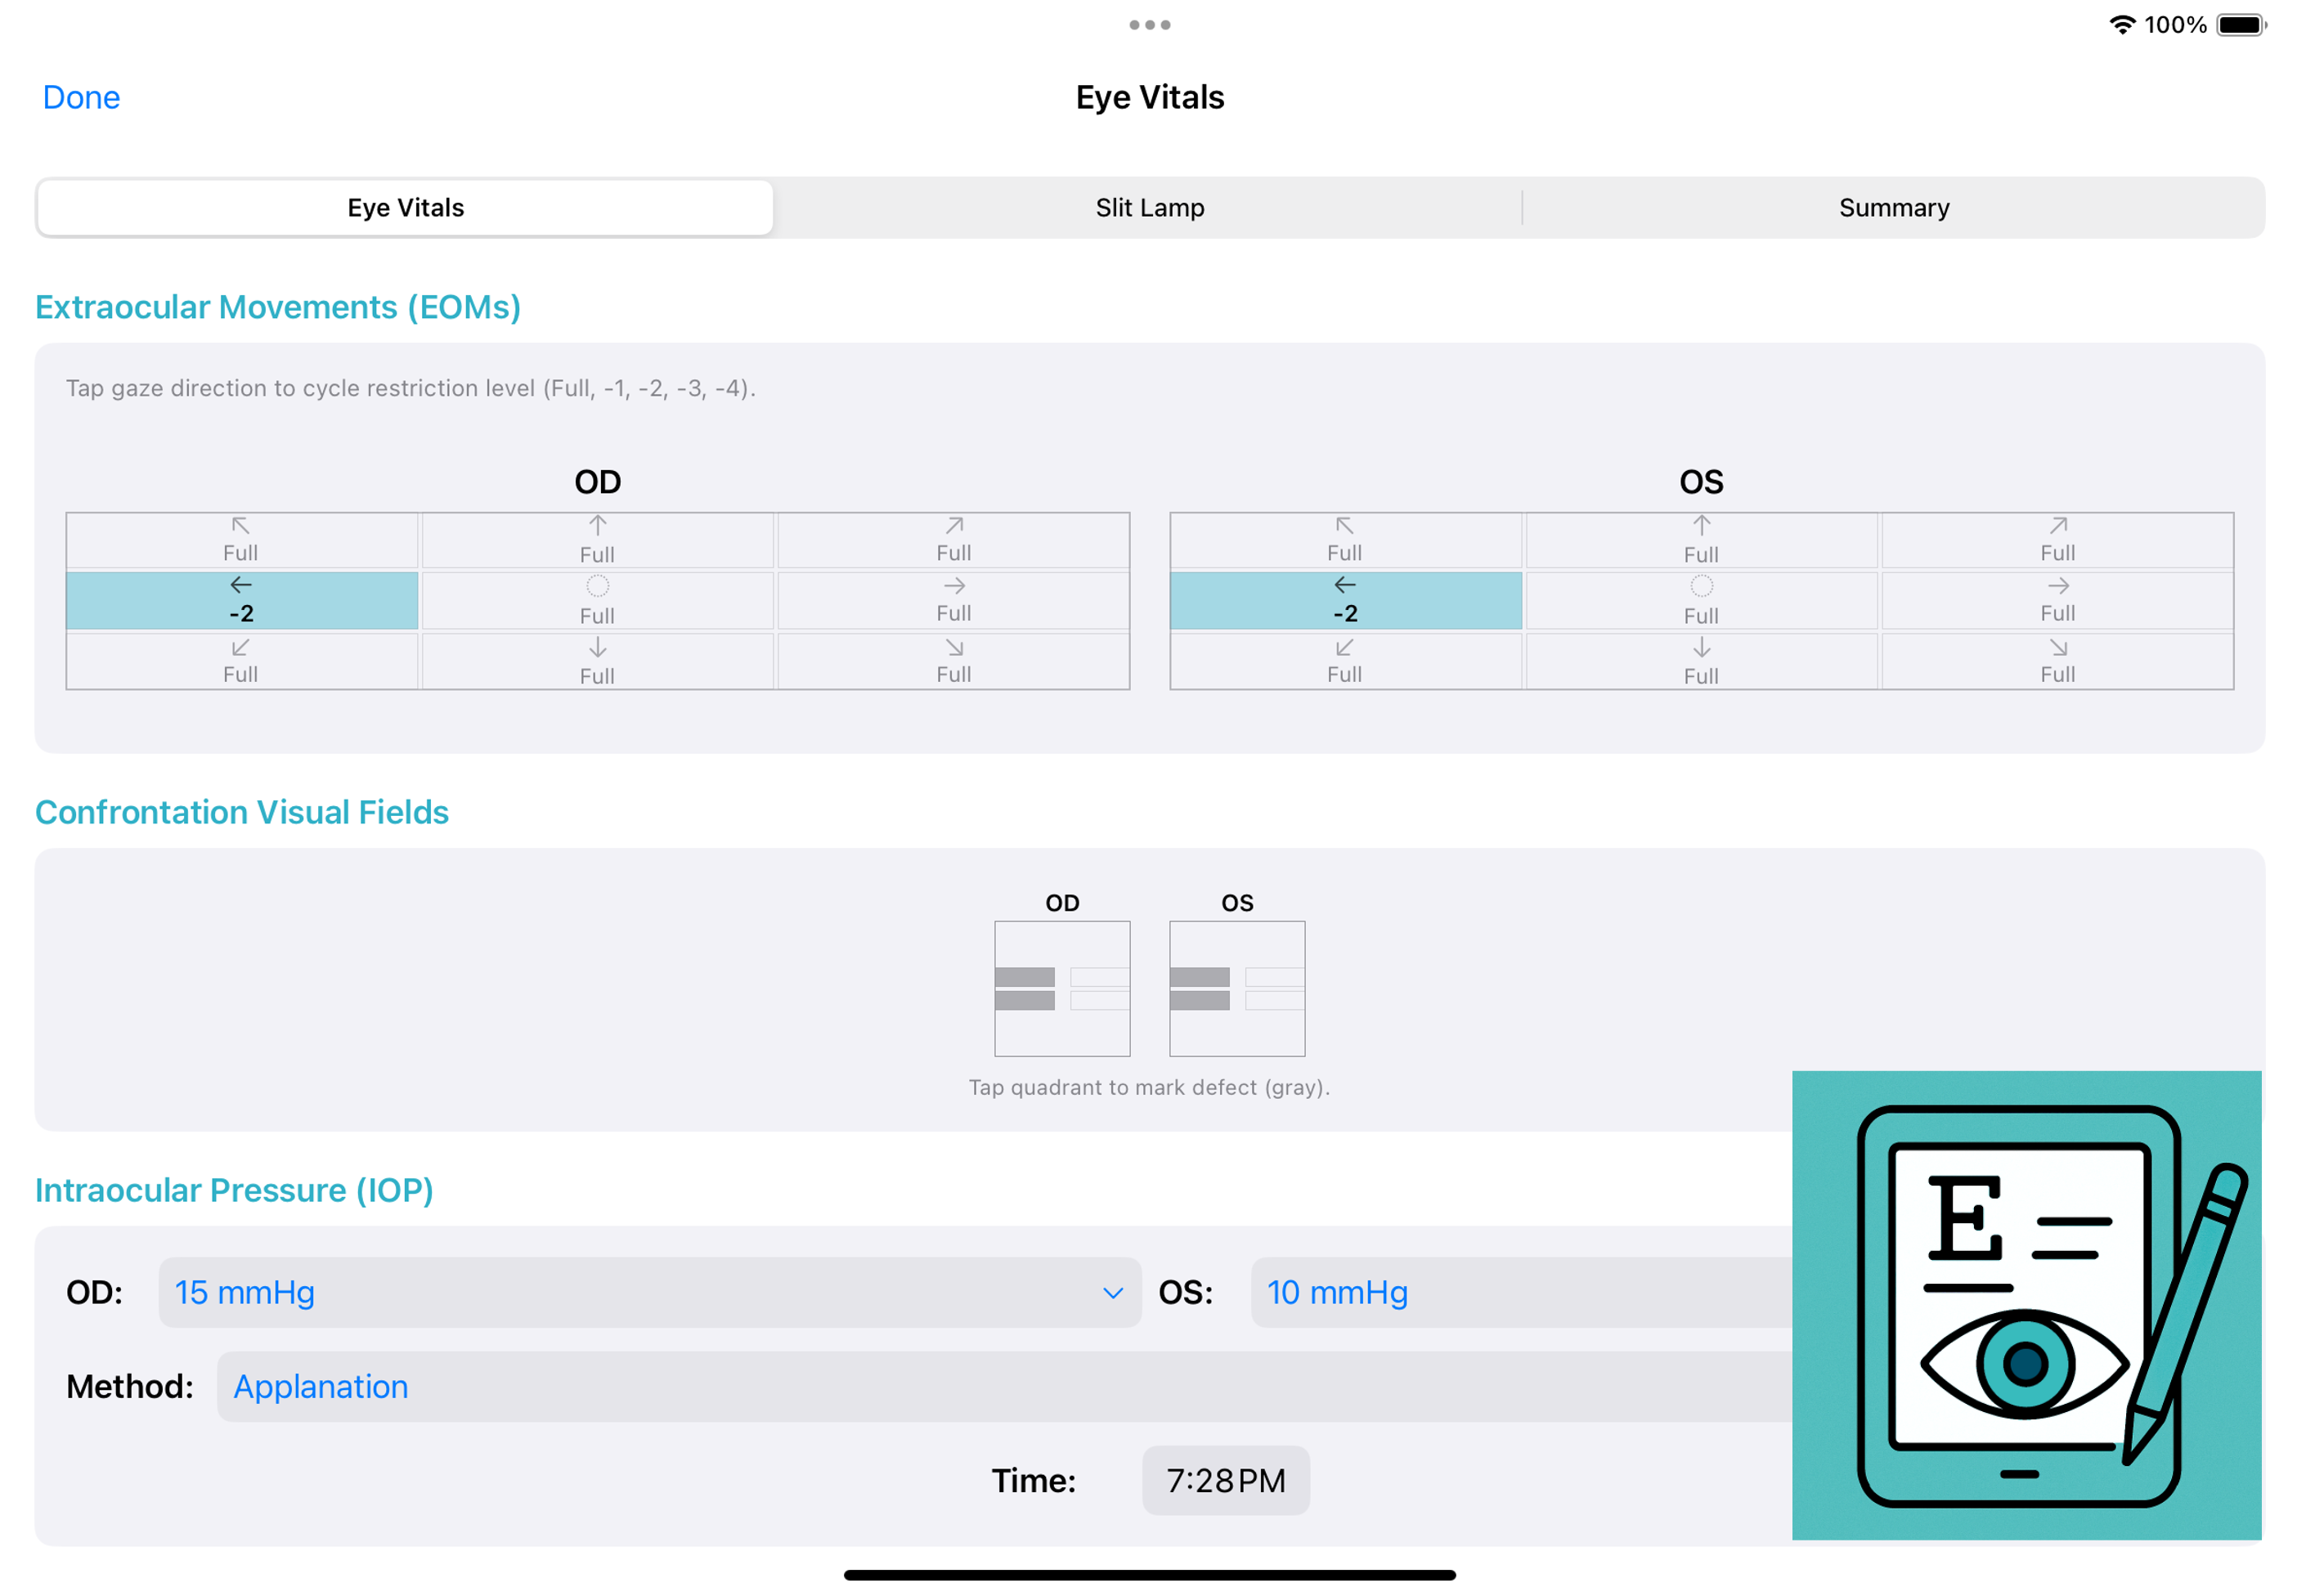 100%
Done
Eye Vitals
Eye Vitals Slit Lamp Summary
Extraocular Movements (EOMs)
Tap gaze direction to cycle restriction level (Full, -1, -2, -3, -4).
OD OS
↖ ↑ ↗ ↖ ↑ ↗
Full Full Full Full Full Full
← → ← →
-2 Full Full -2 Full Full
↙ ↓ ↘ ↙ ↓ ↘
Full Full Full Full Full Full
Confrontation Visual Fields
OD OS
Tap quadrant to mark defect (gray).
Intraocular Pressure (IOP)
OD: 15 mmHg OS: 10 mmHg
Method: Applanation
Time: 7:28 PM
E